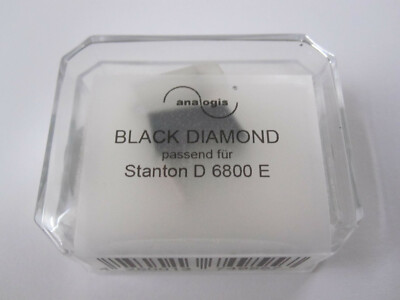 analogis
BLACK DIAMOND
passend für
Stanton D 6800 E